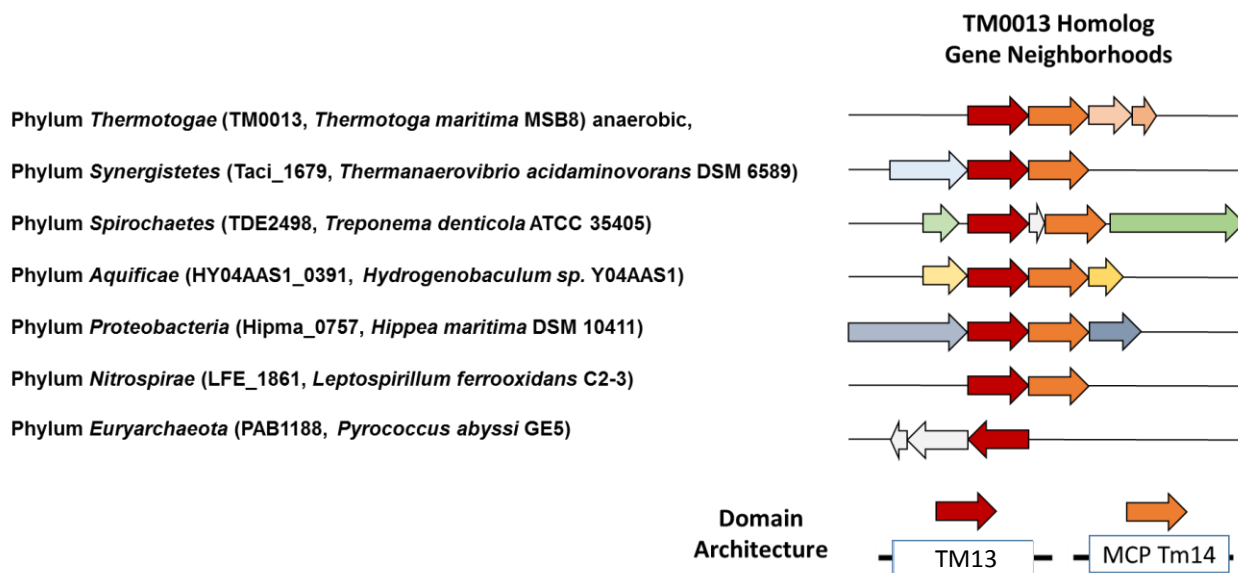 TM0013 Homolog
Gene Neighborhoods
Phylum Thermotogae (TM0013, Thermotoga maritima MSB8) anaerobic,
Phylum Synergistetes (Taci_1679, Thermanaerovibrio acidaminovorans DSM 6589)
Phylum Spirochaetes (TDE2498, Treponema denticola ATCC 35405)
Phylum Aquificae (HY04AAS1_0391, Hydrogenobaculum sp. Y04AAS1)
Phylum Proteobacteria (Hipma_0757, Hippea maritima DSM 10411)
Phylum Nitrospirae (LFE_1861, Leptospirillum ferrooxidans C2-3)
Phylum Euryarchaeota (PAB1188, Pyrococcus abyssi GE5)
Domain
Architecture
TM13
MCP Tm14